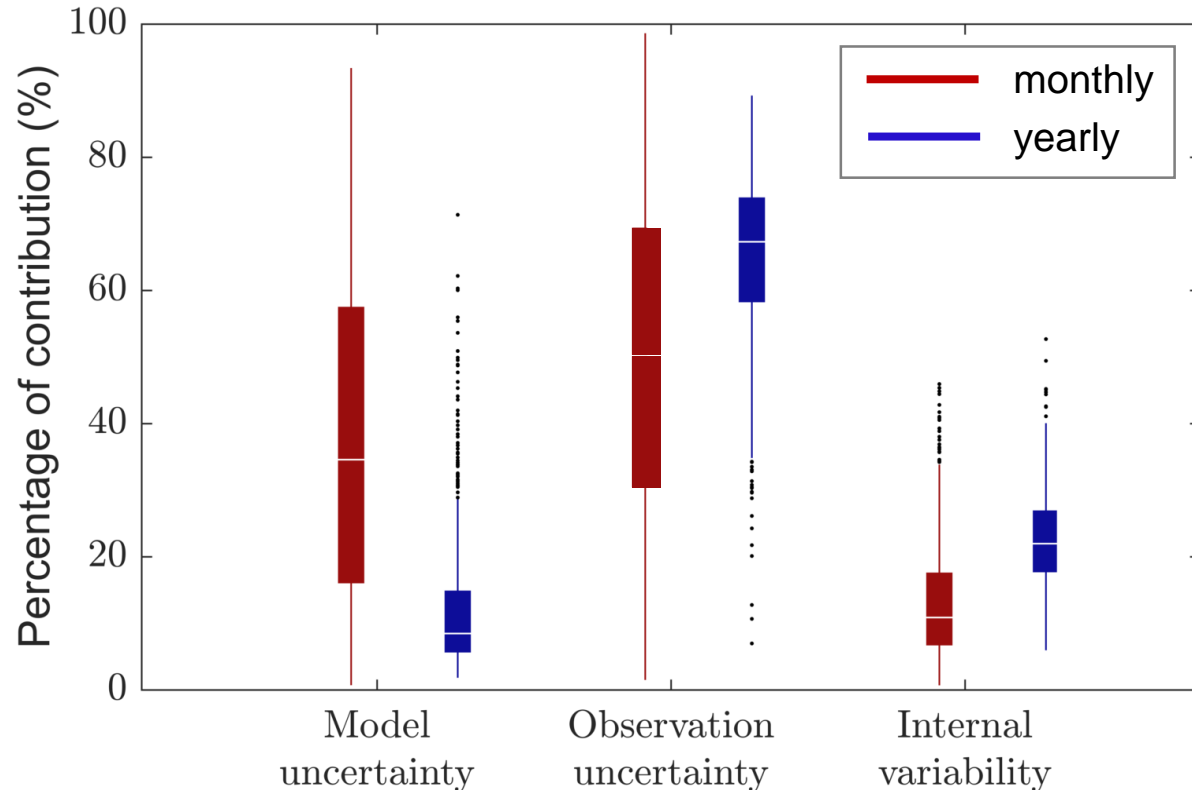 Percentage of contribution (%)
100
80
60
40
20
0
monthly
yearly
Model
uncertainty
Observation
uncertainty
Internal
variability